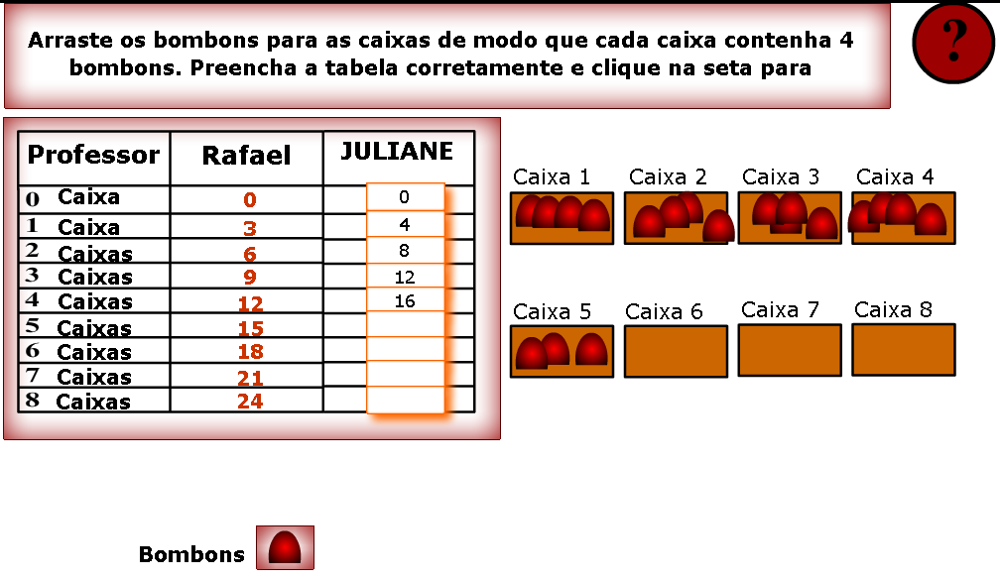 Arraste os bombons para as caixas de modo que cada caixa contenha 4
bombons. Preencha a tabela corretamente e clique na seta para
?
Professor Rafael JULIANE
0 Caixa 0 0
1 Caixa 3 4
2 Caixas 6 8
3 Caixas 9 12
4 Caixas 12 16
5 Caixas 15
6 Caixas 18
7 Caixas 21
8 Caixas 24
Caixa 1 Caixa 2 Caixa 3 Caixa 4
Caixa 5 Caixa 6 Caixa 7 Caixa 8
Bombons